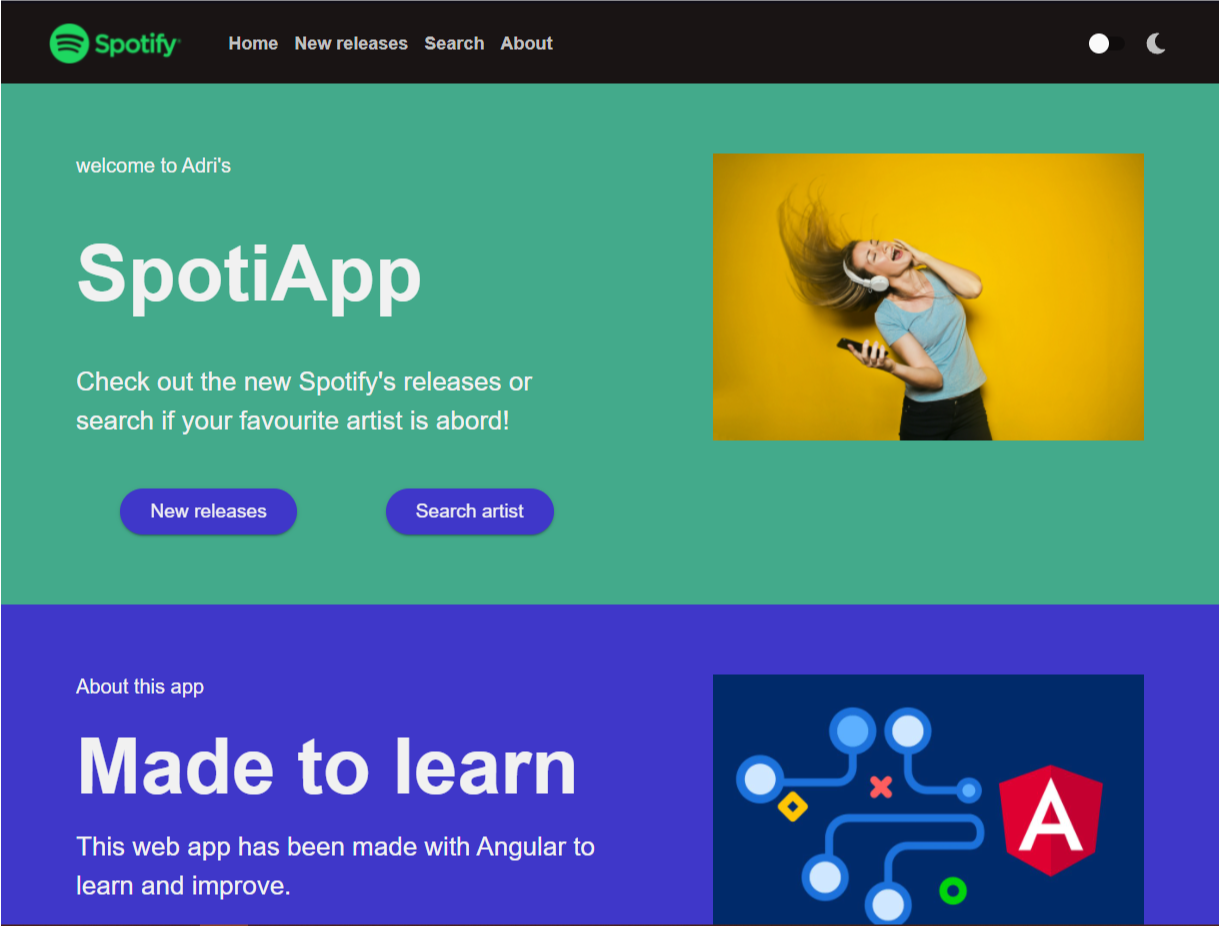 Spotify
Home New releases Search About
welcome to Adri's
SpotiApp
Check out the new Spotify's releases or
search if your favourite artist is abord!
New releases Search artist
About this app
Made to learn
This web app has been made with Angular to
learn and improve.
A